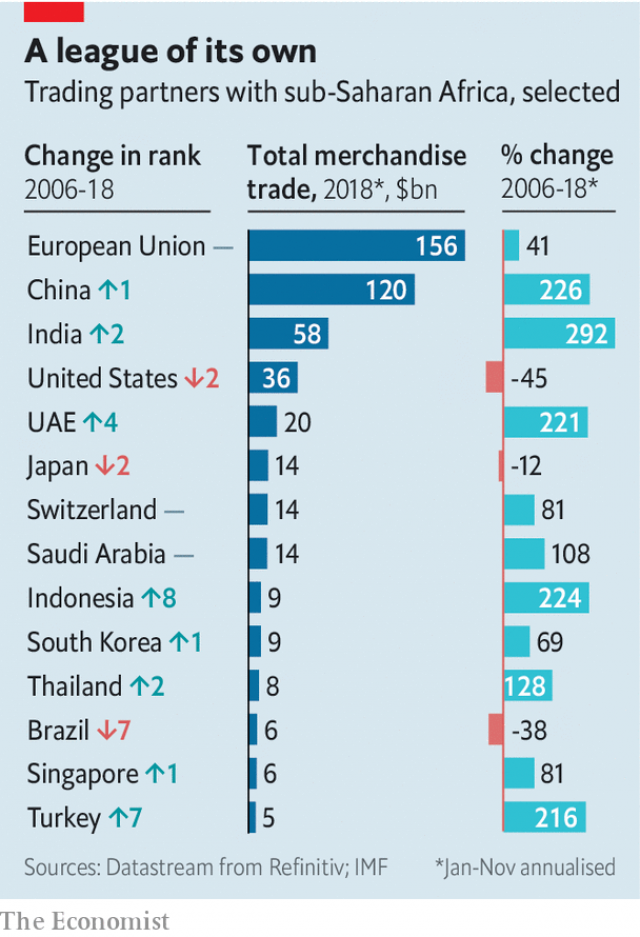 A league of its own
Trading partners with sub-Saharan Africa, selected
Change in rank Total merchandise % change
2006-18 trade, 2018*, $bn 2006-18*
European Union — 156 41
China ↑1 120 226
India ↑2 58 292
United States ↓2 36 -45
UAE ↑4 20 221
Japan ↓2 14 -12
Switzerland — 14 81
Saudi Arabia — 14 108
Indonesia ↑8 9 224
South Korea ↑1 9 69
Thailand ↑2 8 128
Brazil ↓7 6 -38
Singapore ↑1 6 81
Turkey ↑7 5 216
Sources: Datastream from Refinitiv; IMF *Jan-Nov annualised
The Economist